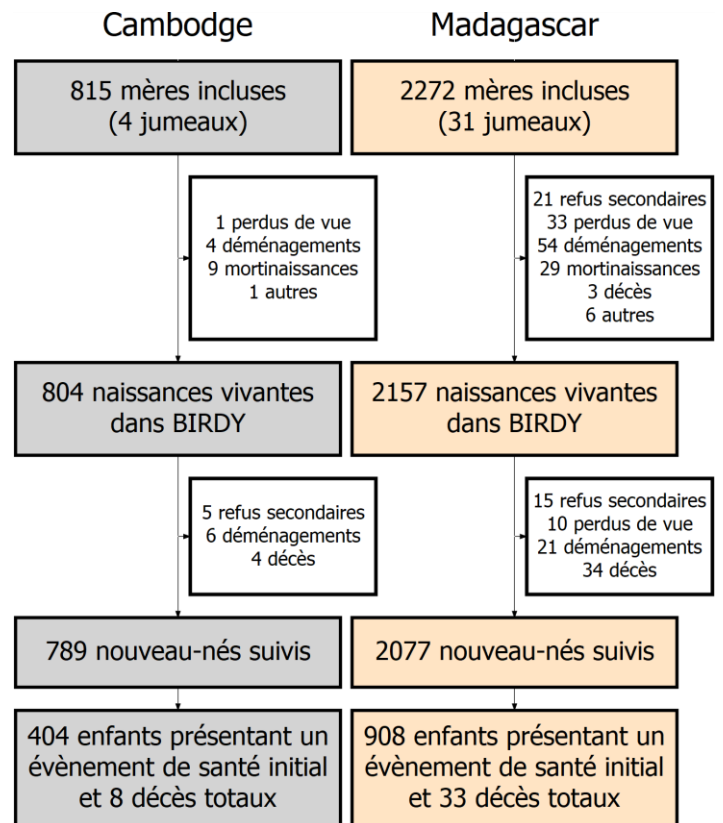 Cambodge
815 mères incluses
(4 jumeaux)
1 perdus de vue
4 déménagements
9 mortinaissances
1 autres
804 naissances vivantes
dans BIRDY
5 refus secondaires
6 déménagements
4 décès
789 nouveau-nés suivis
404 enfants présentant un
évènement de santé initial
et 8 décès totaux
Madagascar
2272 mères incluses
(31 jumeaux)
21 refus secondaires
33 perdus de vue
54 déménagements
29 mortinaissances
3 décès
6 autres
2157 naissances vivantes
dans BIRDY
15 refus secondaires
10 perdus de vue
21 déménagements
34 décès
2077 nouveau-nés suivis
908 enfants présentant un
évènement de santé initial
et 33 décès totaux